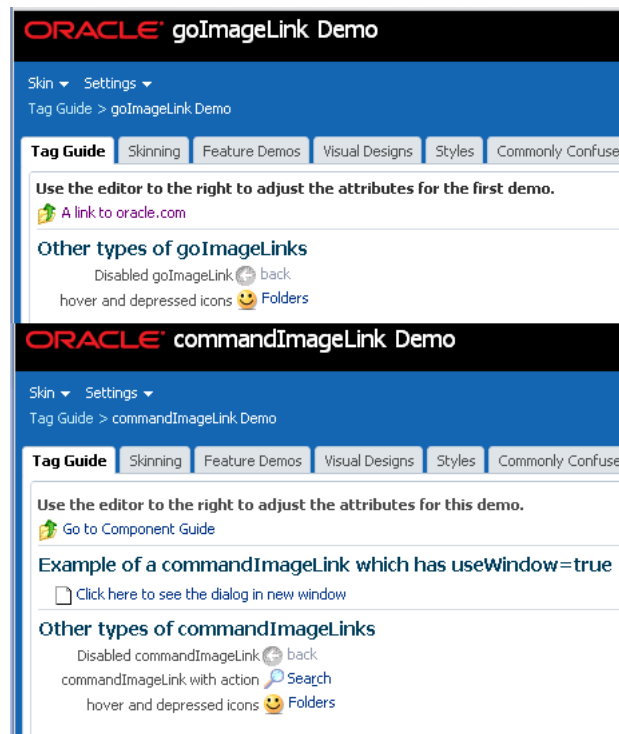 ORACLE goImageLink Demo
Skin Settings
Tag Guide > goImageLink Demo
Tag Guide Skinning Feature Demos Visual Designs Styles Commonly Confuse
Use the editor to the right to adjust the attributes for the first demo.
A link to oracle.com
Other types of goImageLinks
Disabled goImageLink back
hover and depressed icons Folders
ORACLE commandImageLink Demo
Skin Settings
Tag Guide > commandImageLink Demo
Tag Guide Skinning Feature Demos Visual Designs Styles Commonly Confuse
Use the editor to the right to adjust the attributes for this demo.
Go to Component Guide
Example of a commandImageLink which has useWindow=true
Click here to see the dialog in new window
Other types of commandImageLinks
Disabled commandImageLink back
commandImageLink with action Search
hover and depressed icons Folders